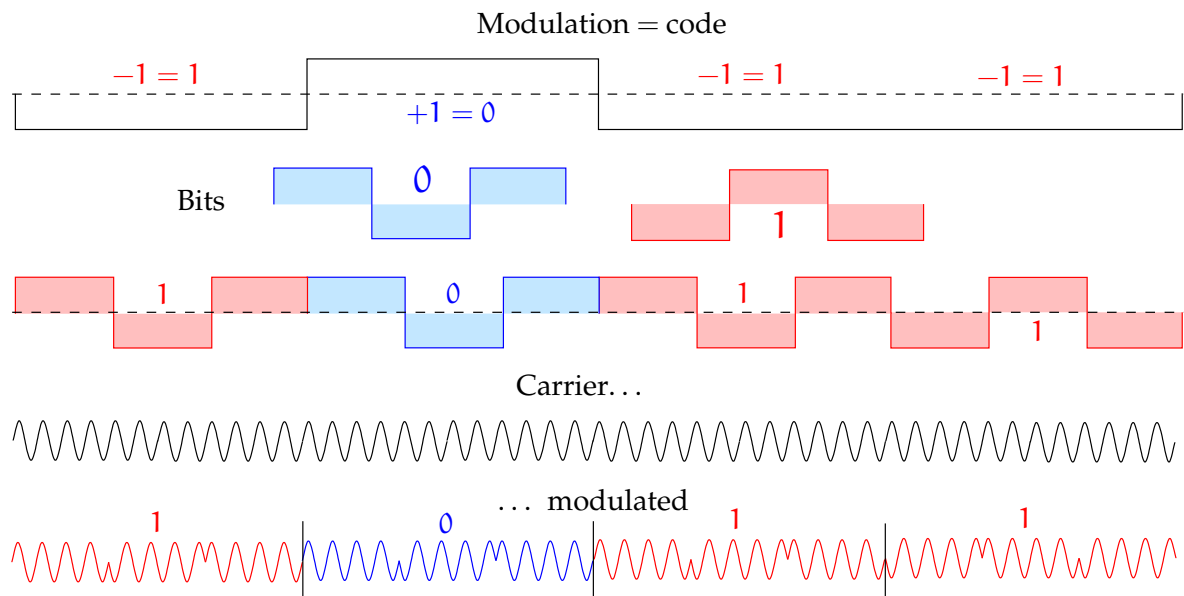 Modulation = code
−1 = 1
+1 = 0
−1 = 1
−1 = 1
Bits
0
1
1
0
1
1
Carrier...
... modulated
1
0
1
1